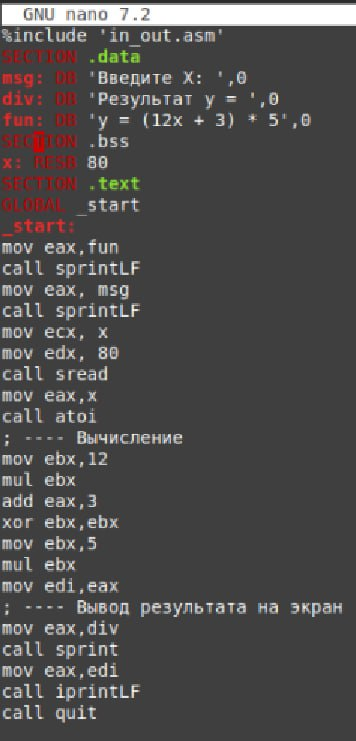 GNU nano 7.2
%include 'in_out.asm'
SECTION .data
msg: DB 'Введите X: ',0
div: DB 'Результат y = ',0
fun: DB 'y = (12x + 3) * 5',0
SECTION .bss
x: RESB 80
SECTION .text
GLOBAL _start
_start:
mov eax,fun
call sprintLF
mov eax, msg
call sprintLF
mov ecx, x
mov edx, 80
call sread
mov eax,x
call atoi
; ---- Вычисление
mov ebx,12
mul ebx
add eax,3
xor ebx,ebx
mov ebx,5
mul ebx
mov edi,eax
; ---- Вывод результата на экран
mov eax,div
call sprint
mov eax,edi
call iprintLF
call quit